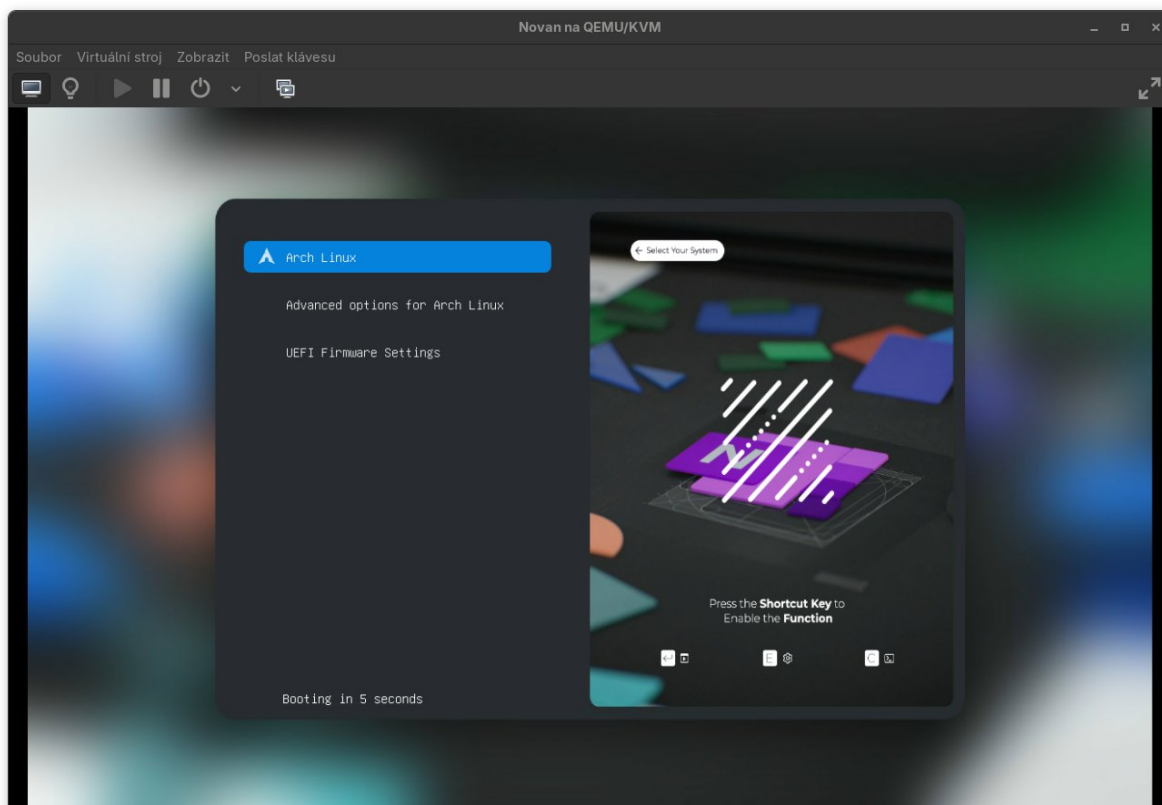 Novan na QEMU/KVM
Soubor Virtuální stroj Zobrazit Poslat klávesu
Arch Linux
Advanced options for Arch Linux
UEFI Firmware Settings
Booting in 5 seconds
← Select Your System
N
Press the Shortcut Key to
Enable the Function
E
C